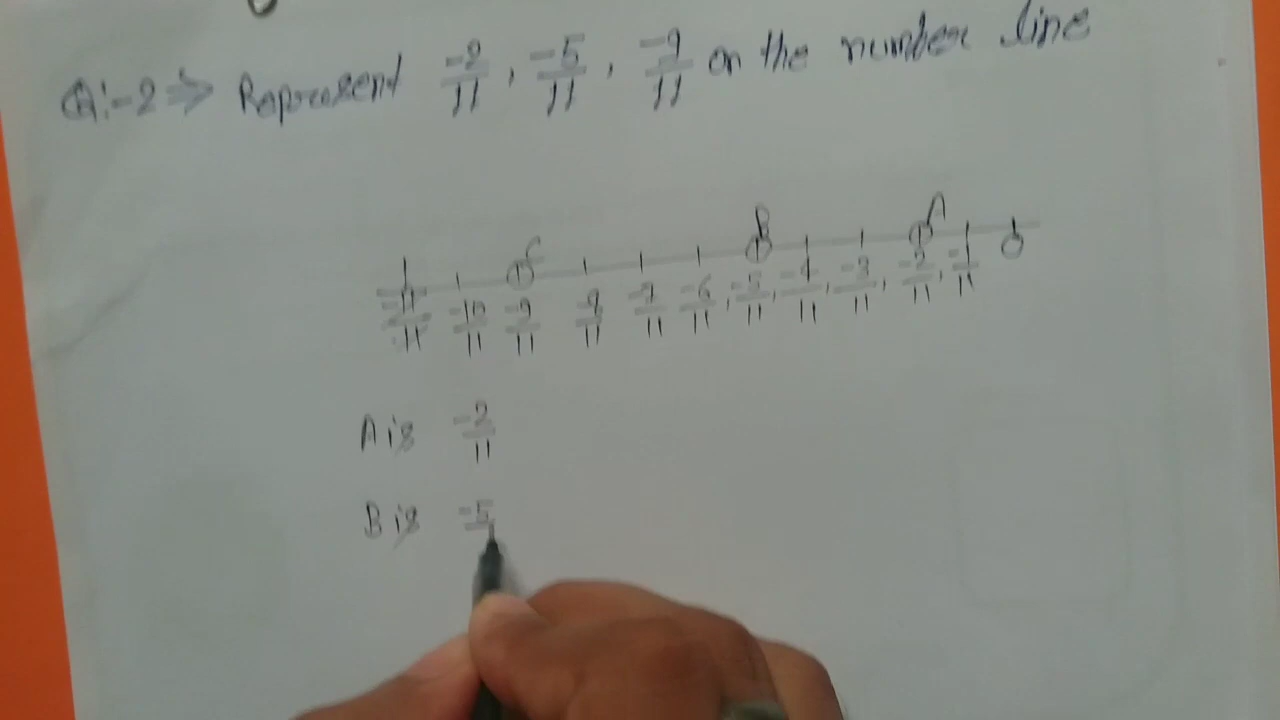 Q:-2⇒ Represent -2/11, -5/11, -9/11 on the number line
C B A
-11/11 -10/11 -9/11 -8/11 -7/11 -6/11, -5/11, -4/11, -3/11, -2/11, -1/11 0
A is -2/11
B is -5